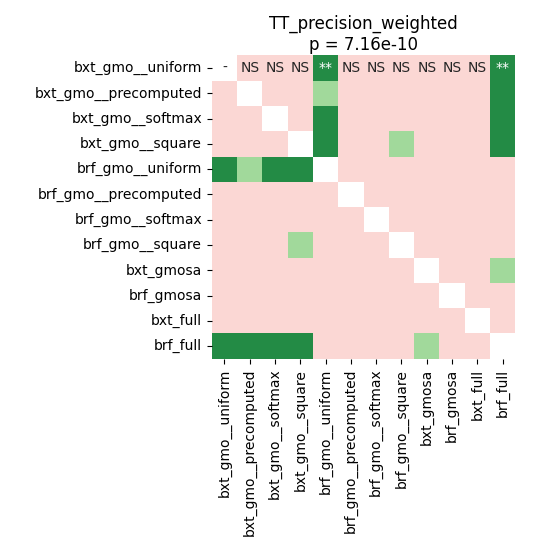 TT_precision_weighted
p = 7.16e-10
bxt_gmo__uniform - NS NS NS ** NS NS NS NS NS NS **
bxt_gmo__precomputed
bxt_gmo__softmax
bxt_gmo__square
brf_gmo__uniform
brf_gmo__precomputed
brf_gmo__softmax
brf_gmo__square
bxt_gmosa
brf_gmosa
bxt_full
brf_full
bxt_gmo__uniform
bxt_gmo__precomputed
bxt_gmo__softmax
bxt_gmo__square
brf_gmo__uniform
brf_gmo__precomputed
brf_gmo__softmax
brf_gmo__square
bxt_gmosa
brf_gmosa
bxt_full
brf_full